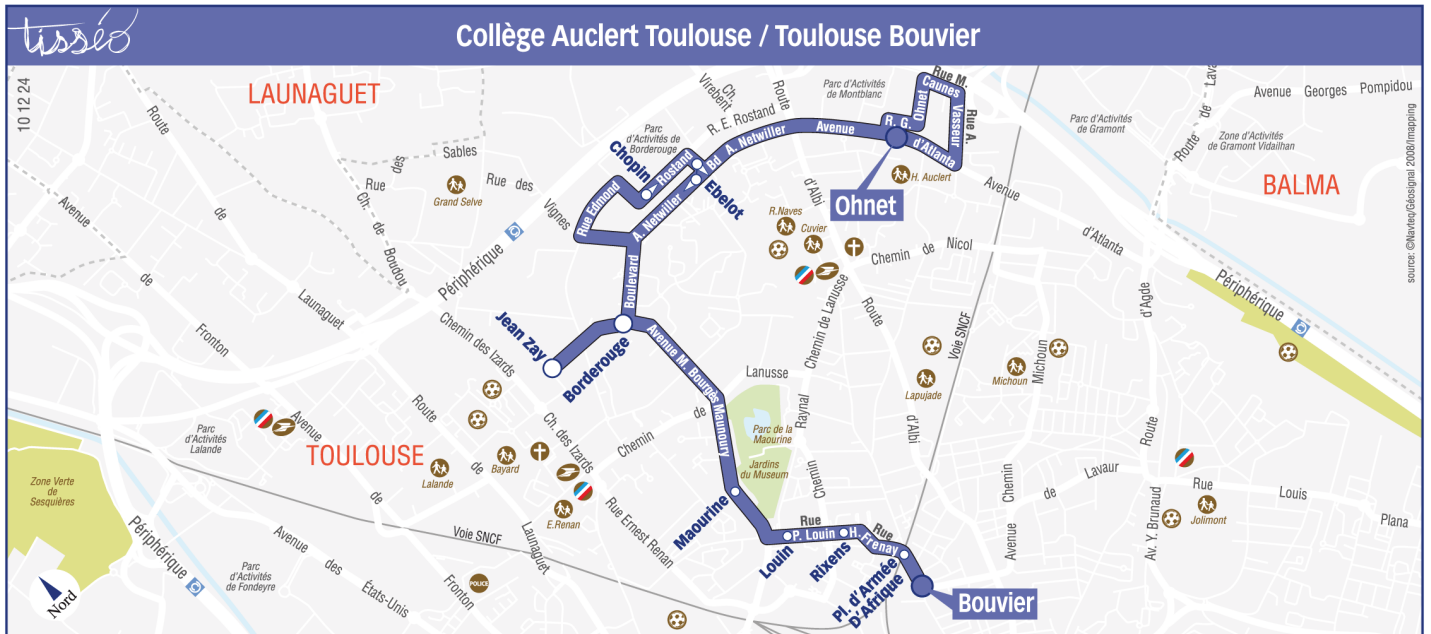 tisséo
Collège Auclert Toulouse / Toulouse Bouvier
10 12 24
LAUNAGUET
Ch.
Virebent
Route
Parc d'Activités
de Montblanc
Rue M.
Caunes
Ohnet
R. G.
Rue A.
Vasseur
d'Atlanta
Avenue Georges Pompidou
Route de Lava
Parc d'Activités
de Gramont
Zone d'Activités
de Gramont Vidailhan
BALMA
source: ©Navteq/Géosignal 2008/Inmapping
Route
de
Launaguet
Rue des
Sables
Grand Selve
Rue des
Vignes
Ch. de Boudou
Parc
d'Activités de
Borderouge
R. E. Rostand
Chopin
Rostand
Bd A. Netwiller
Avenue
Ebelot
Rue Edmond
A. Netwiller
Boulevard
Ohnet
H. Auclert
Avenue
d'Atlanta
d'Albi
R.Naves
Cuvier
Chemin de Nicol
Périphérique
Avenue
de
Fronton
Chemin des Izards
Jean Zay
Borderouge
Avenue M. Bourgès Maunoury
Chemin de Lanusse
Route
d'Albi
Voie SNCF
Lapujade
Michoun
Michoun
d'Agde
Route
Périphérique
Lanusse
de
Chemin
Raynal
Chemin
Parc de la
Maourine
Jardins
du Museum
Parc
d'Activités
Lalande
Avenue
de
Fronton
TOULOUSE
Route
de
Launaguet
Lalande
Bayard
Ch. des Izards
E.Renan
Rue Ernest Renan
Zone Verte
de
Sesquières
Périphérique
Voie SNCF
Avenue
des
États-Unis
Parc
d'Activités
de Fondeyre
POLICE
Maourine
Rue
P. Louin
Louin
Rixens
Rue
H. Frenay
Pl. d'Armée
D'Afrique
Bouvier
Avenue
Chemin
de
Lavaur
Av. Y. Brunaud
Rue
Louis
Plana
Jolimont
Nord